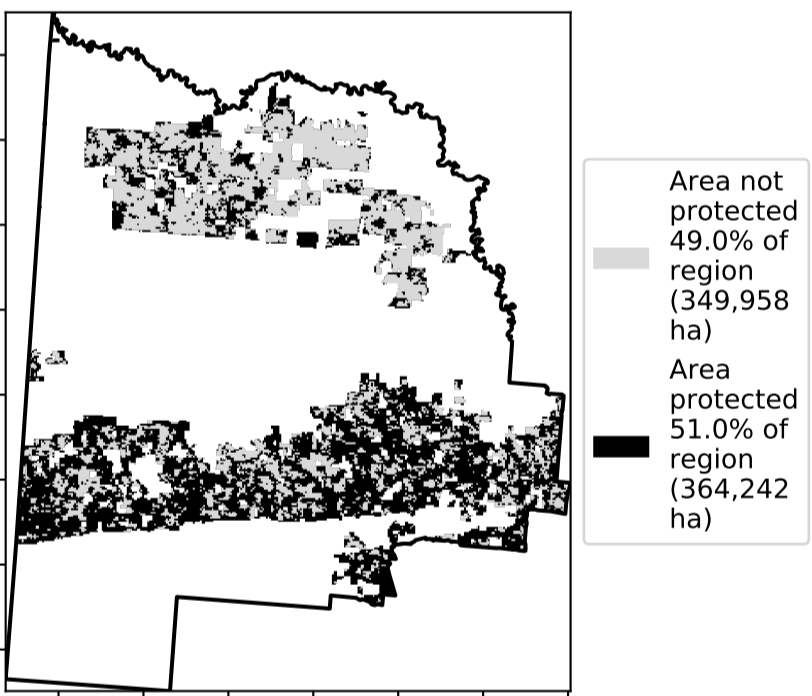 Area not
protected
49.0% of
region
(349,958
ha)
Area
protected
51.0% of
region
(364,242
ha)